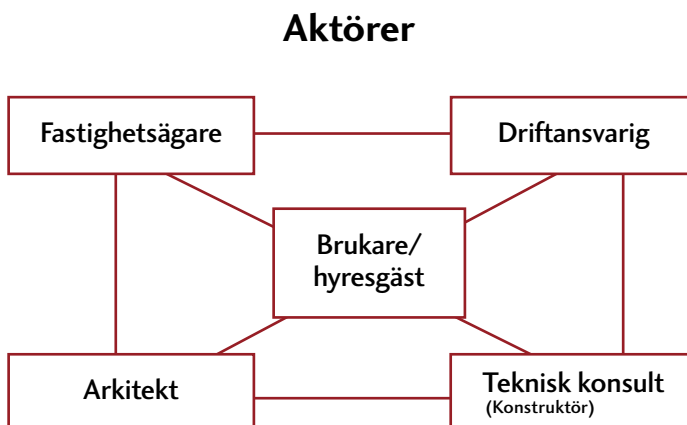 Aktörer
Fastighetsägare
Driftansvarig
Brukare/
hyresgäst
Arkitekt
Teknisk konsult
(Konstruktör)